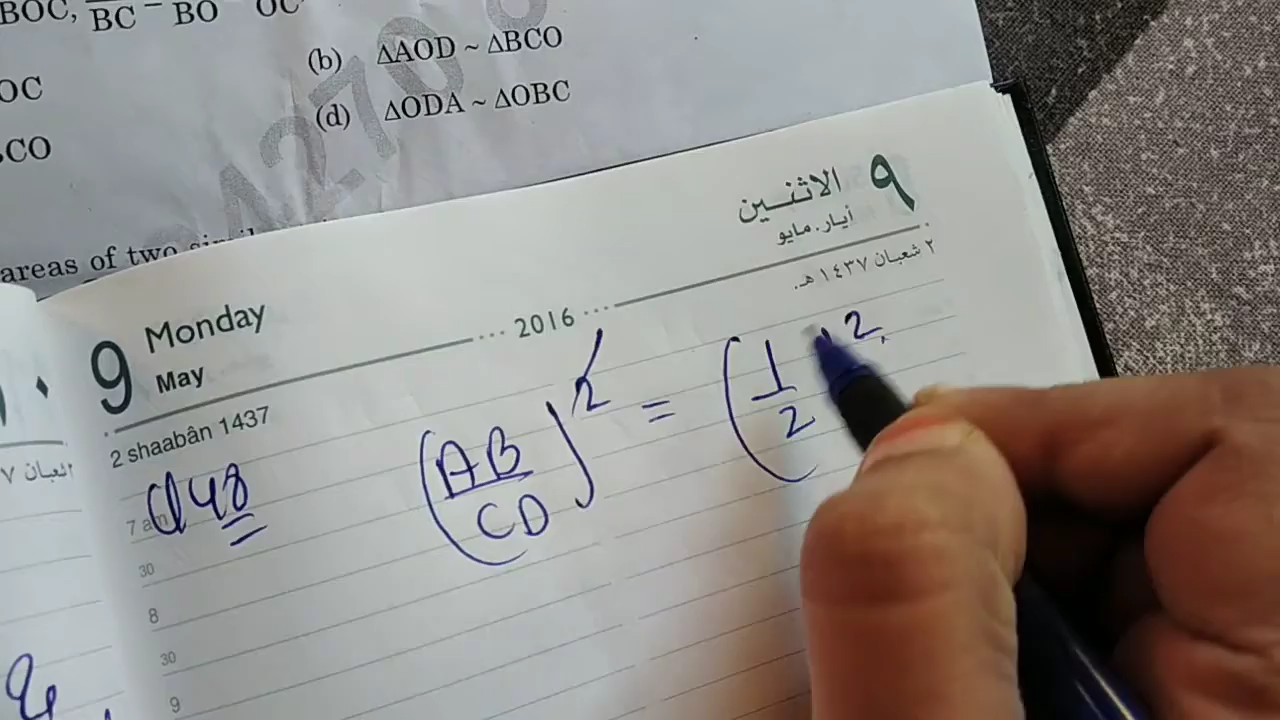 BOC, BC = BO OC
(b) ΔAOD ~ ΔBCO
OC
(d) ΔODA ~ ΔOBC
CO
areas of two
9 Monday
May
2016
الاثنـــين ٩
أيار. مايو
٢ شعبان ١٤٣٧ هـ.
2 shaabân 1437
(AB/CD)² = (1/2)²
48
7 am
30
8
30
9